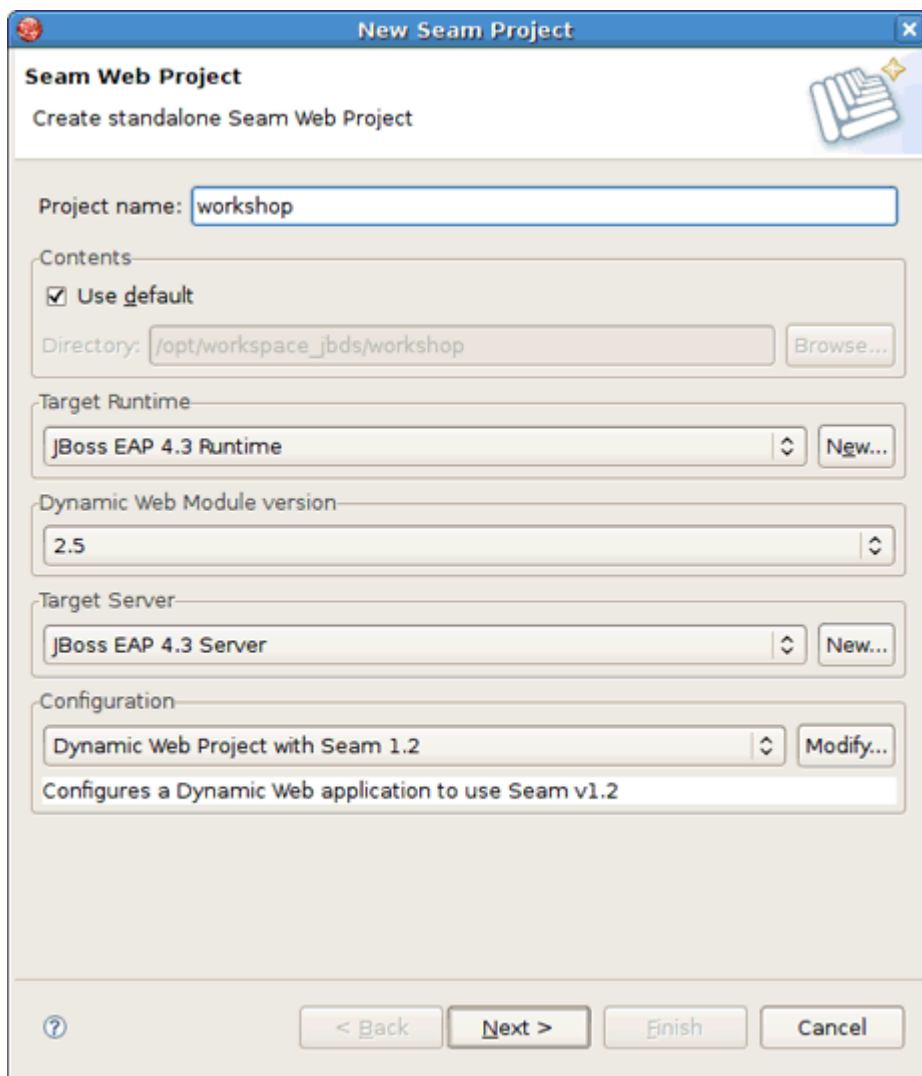 New Seam Project
Seam Web Project
Create standalone Seam Web Project
Project name: workshop
Contents
Use default
Directory: /opt/workspace_jbds/workshop Browse...
Target Runtime
JBoss EAP 4.3 Runtime New...
Dynamic Web Module version
2.5
Target Server
JBoss EAP 4.3 Server New...
Configuration
Dynamic Web Project with Seam 1.2 Modify...
Configures a Dynamic Web application to use Seam v1.2
? < Back Next > Finish Cancel